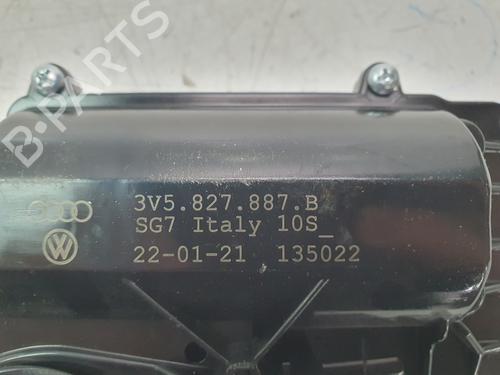 B-PARTS
3V5.827.887.B
SG7 Italy 10S_
22-01-21 135022